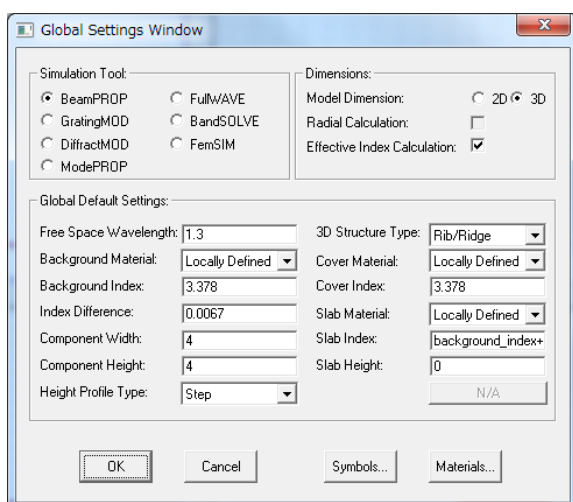 Global Settings Window
Simulation Tool:
BeamPROP
FullWAVE
GratingMOD
BandSOLVE
DiffractMOD
FemSIM
ModePROP
Dimensions:
Model Dimension: 2D 3D
Radial Calculation:
Effective Index Calculation:
Global Default Settings:
Free Space Wavelength: 1.3
3D Structure Type: Rib/Ridge
Background Material: Locally Defined
Cover Material: Locally Defined
Background Index: 3.378
Cover Index: 3.378
Index Difference: 0.0067
Slab Material: Locally Defined
Component Width: 4
Slab Index: background_index+
Component Height: 4
Slab Height: 0
Height Profile Type: Step
N/A
OK
Cancel
Symbols...
Materials...